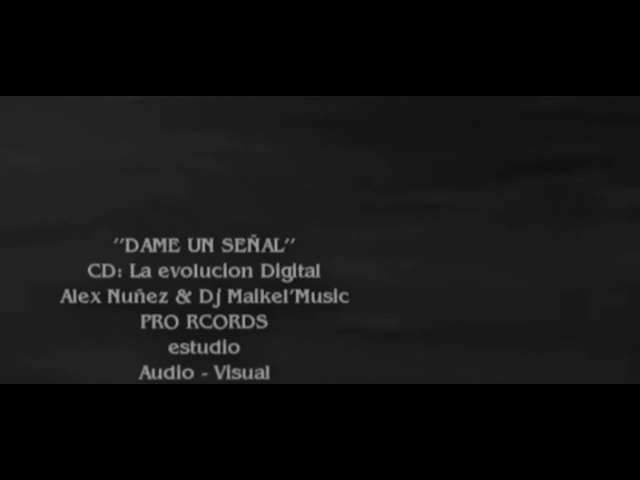 "DAME UN SEÑAL"
CD: La evolucion Digital
Alex Nuñez & Dj Maikel'Music
PRO RCORDS
estudio
Audio - Visual